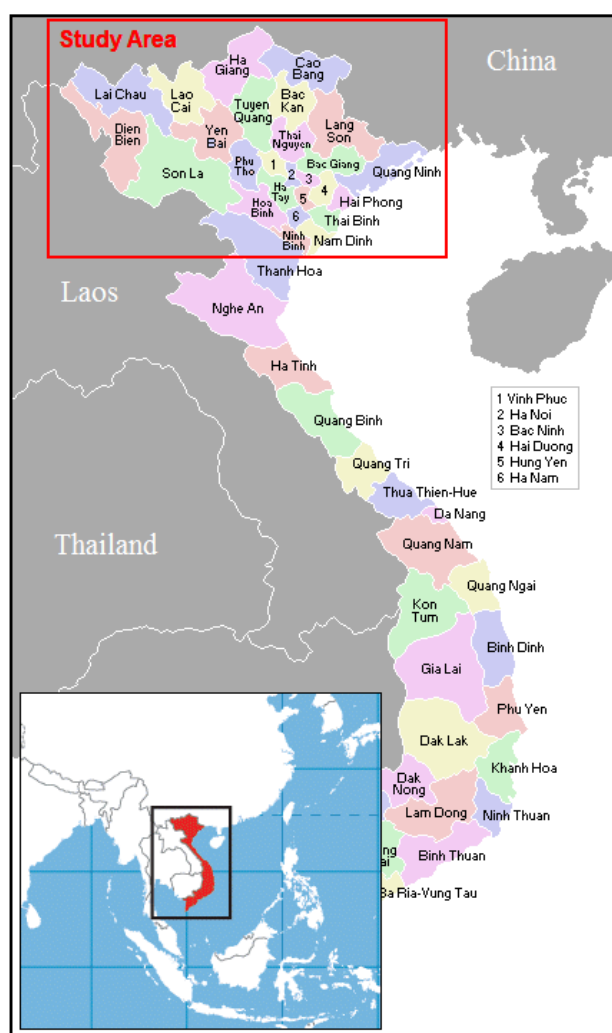 Study Area
China
Ha
Giang
Cao
Bang
Lai Chau
Lao
Cai
Tuyen
Quang
Bac
Kan
Dien
Bien
Yen
Bai
Thai
Nguyen
Lang
Son
Son La
Phu
Tho
1
2
3
4
5
6
Bac Giang
Quang Ninh
Ha
Tay
Hoa
Binh
Hai Phong
Thai Binh
Ninh
Binh
Nam Dinh
Thanh Hoa
Laos
Nghe An
Ha Tinh
Quang Binh
1 Vinh Phuc
2 Ha Noi
3 Bac Ninh
4 Hai Duong
5 Hung Yen
6 Ha Nam
Quang Tri
Thua Thien-Hue
Da Nang
Thailand
Quang Nam
Quang Ngai
Kon
Tum
Binh Dinh
Gia Lai
Phu Yen
Dak Lak
Khanh Hoa
Dak
Nong
Lam Dong
Ninh Thuan
Binh Thuan
Ria-Vung Tau